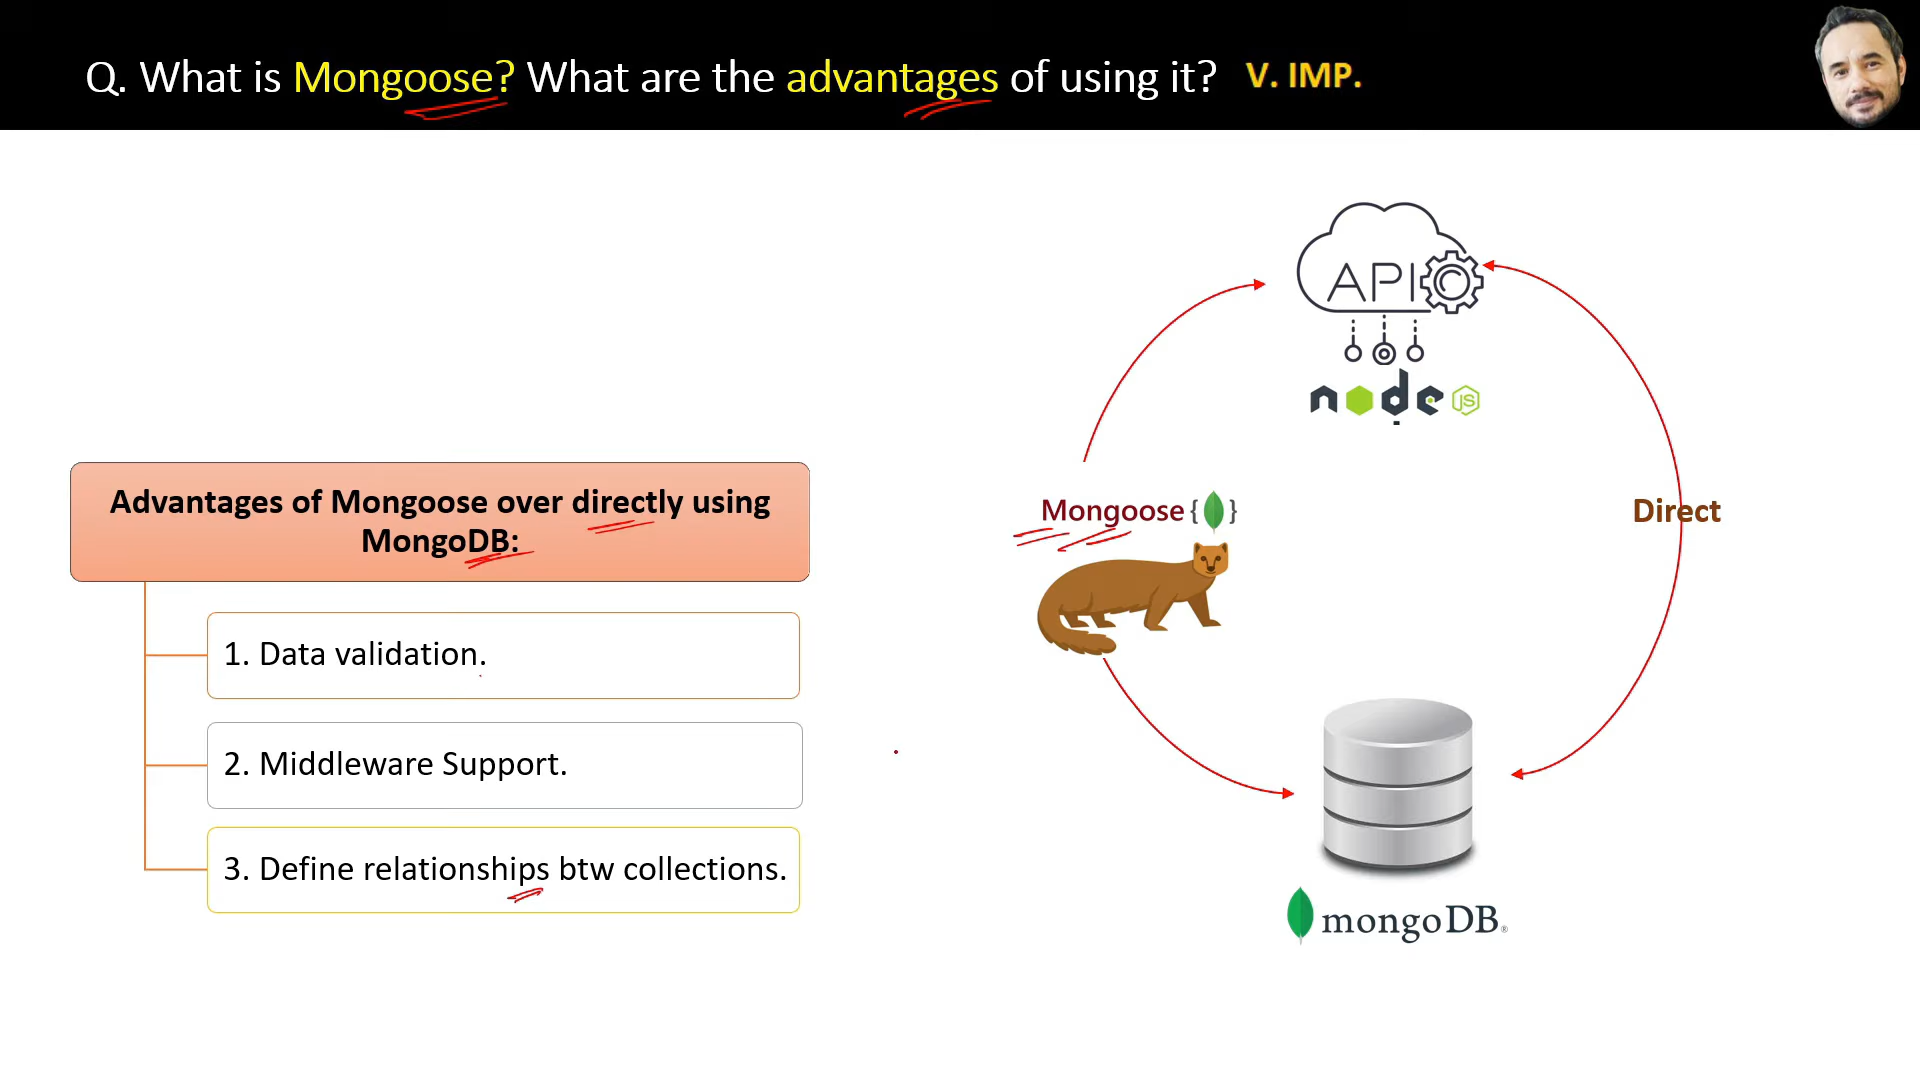 Q. What is Mongoose? What are the advantages of using it? V. IMP.
API
node
JS
Advantages of Mongoose over directly using
MongoDB:
Mongoose {}
Direct
1. Data validation.
2. Middleware Support.
3. Define relationships btw collections.
mongoDB®